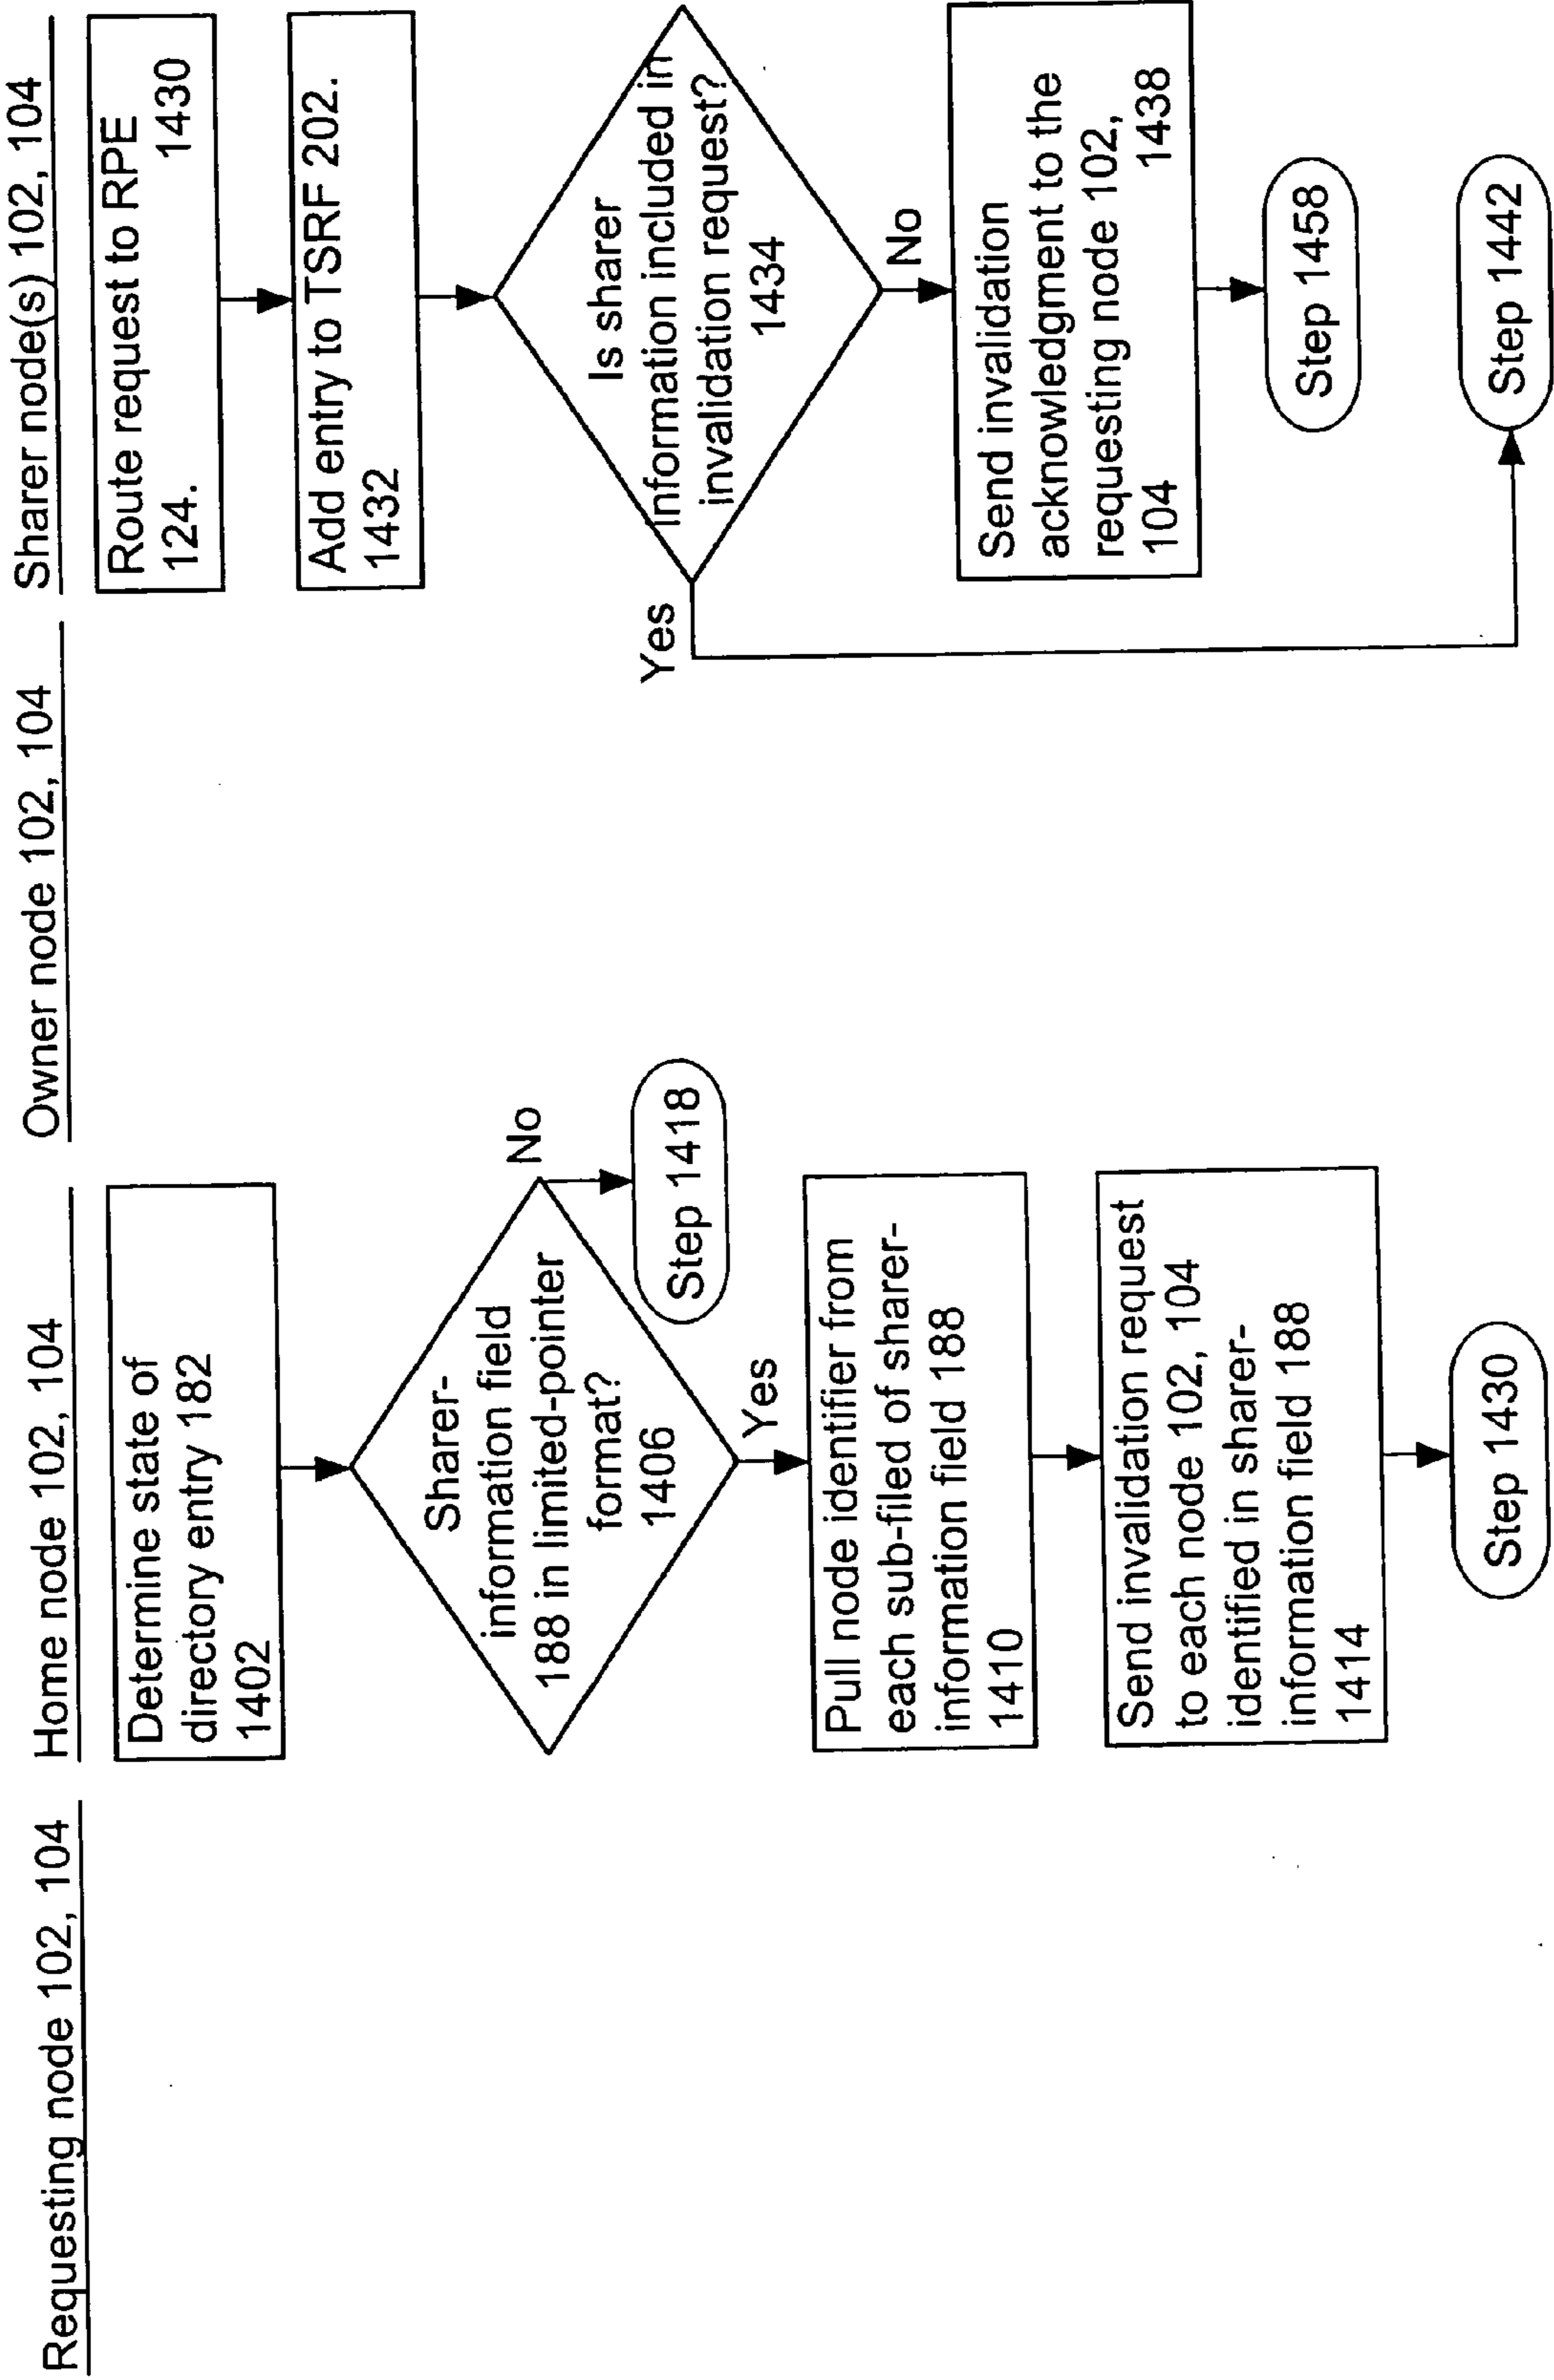 Requesting node 102, 104
Home node 102, 104
Owner node 102, 104
Sharer node(s) 102, 104
Determine state of
directory entry 182
1402
Sharer-
information field
188 in limited-pointer
format?
1406
No
Step 1418
Yes
Pull node identifier from
each sub-filed of sharer-
information field 188
1410
Send invalidation request
to each node 102, 104
identified in sharer-
information field 188
1414
Step 1430
Route request to RPE
124. 1430
Add entry to TSRF 202.
1432
Is sharer
information included in
invalidation request?
1434
Yes
No
Send invalidation
acknowledgment to the
requesting node 102,
104 1438
Step 1458
Step 1442